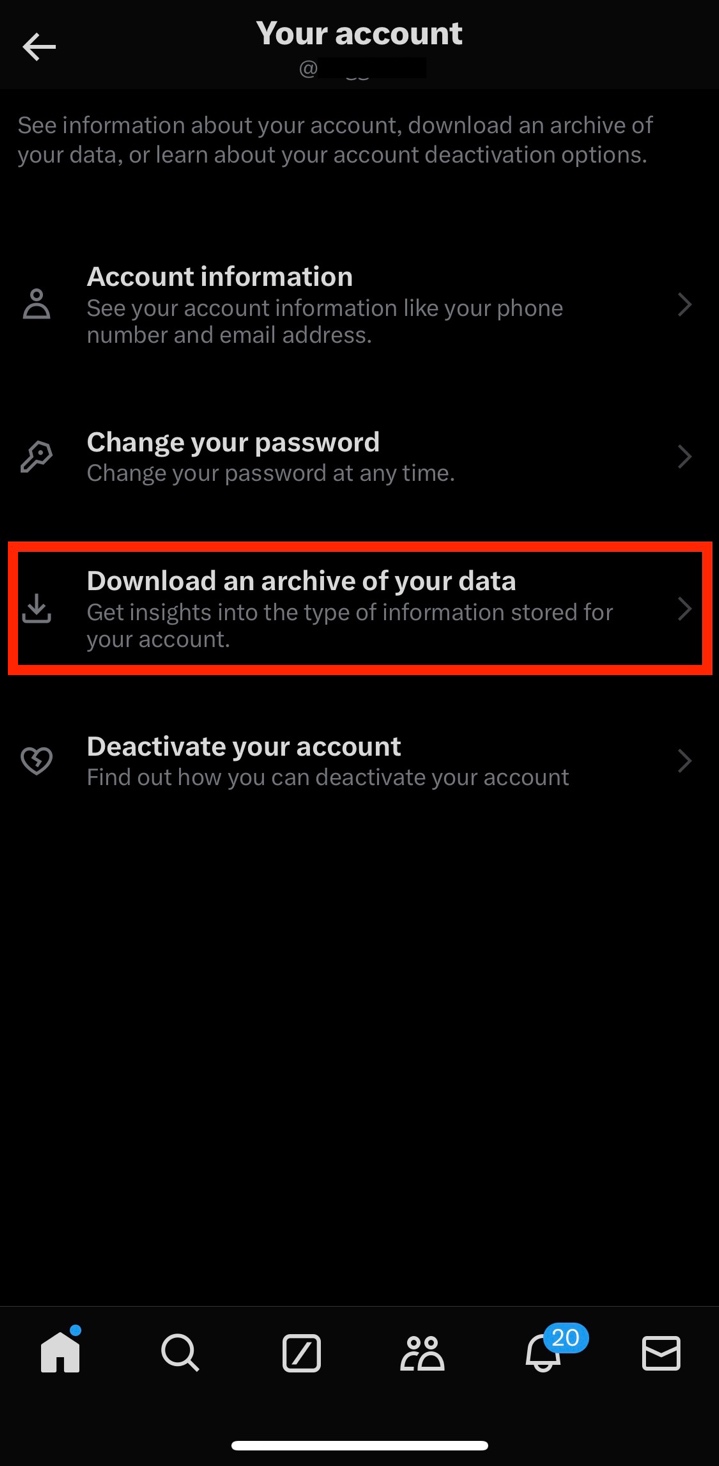 Your account
@
See information about your account, download an archive of
your data, or learn about your account deactivation options.
Account information
See your account information like your phone
number and email address.
Change your password
Change your password at any time.
Download an archive of your data
Get insights into the type of information stored for
your account.
Deactivate your account
Find out how you can deactivate your account
20